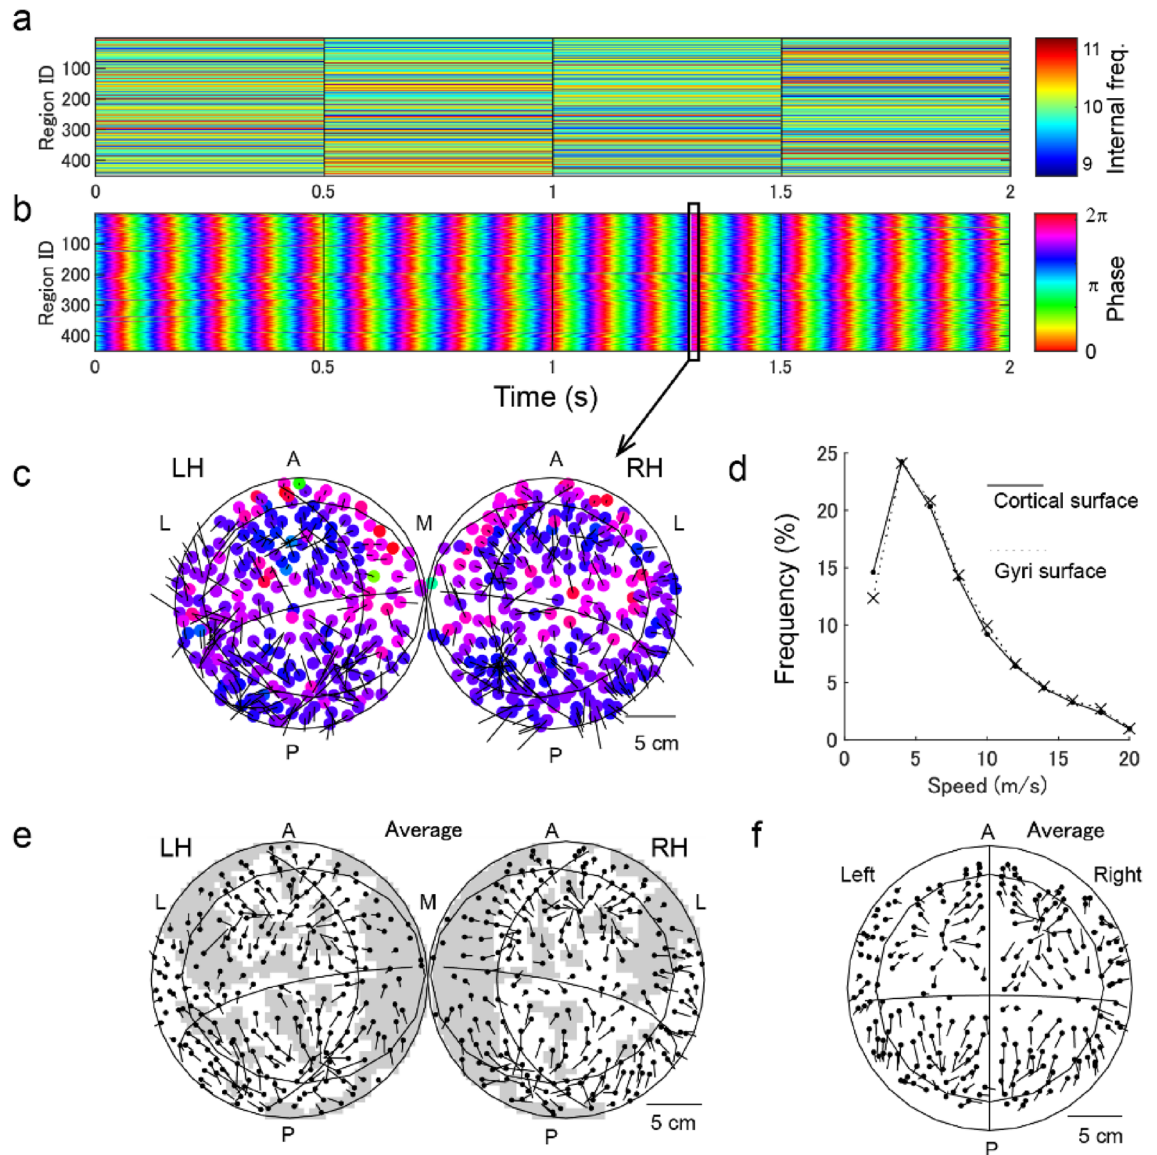 a
Region ID
100
200
300
400
0 0.5 1 1.5 2
11
10
9
Internal freq.
b
Region ID
100
200
300
400
0 0.5 1 1.5 2
2π
π
0
Phase
Time (s)
c
LH A A RH
L M L
P P
5 cm
d
Frequency (%)
25
20
15
10
5
0
0 5 10 15 20
Speed (m/s)
Cortical surface
Gyri surface
e
LH A Average A RH
L M L
P P
5 cm
f
A Average
Left Right
P
5 cm